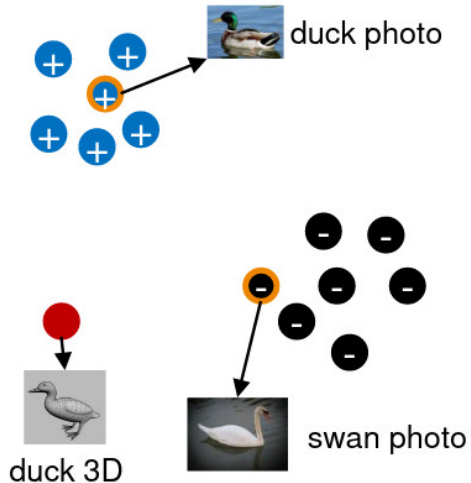 duck photo
+ +
+
+ + +
- -
- - -
-
-
swan photo
duck 3D